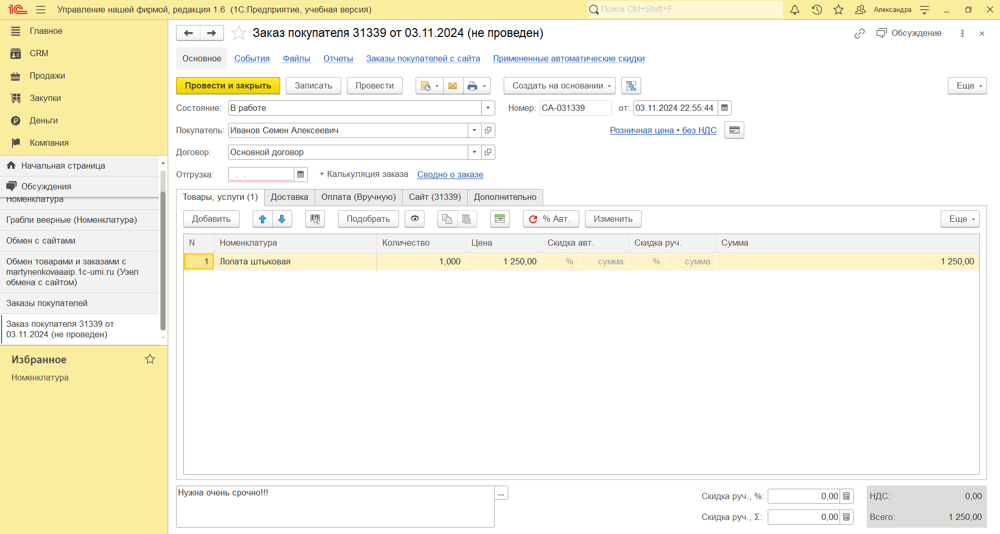 Управление нашей фирмой, редакция 1.6 (1С:Предприятие, учебная версия)
Поиск Ctrl+Shift+F
Александра
Главное
CRM
Продажи
Закупки
Деньги
Компания
Начальная страница
Обсуждения
Номенклатура
Грабли веерные (Номенклатура)
Обмен с сайтами
Обмен товарами и заказами с
martynenkovaaaip.1c-umi.ru (Узел
обмена с сайтом)
Заказы покупателей
Заказ покупателя 31339 от
03.11.2024 (не проведен)
Избранное
Номенклатура
Заказ покупателя 31339 от 03.11.2024 (не проведен)
Обсуждение
Основное События Файлы Отчеты Заказы покупателей с сайта Примененные автоматические скидки
Провести и закрыть Записать Провести Создать на основании Еще
Состояние: В работе Номер: СА-031339 от: 03.11.2024 22:55:44
Покупатель: Иванов Семен Алексеевич Розничная цена • без НДС
Договор: Основной договор
Отгрузка: . . + Калькуляция заказа Сводно о заказе
Товары, услуги (1) Доставка Оплата (Вручную) Сайт (31339) Дополнительно
Добавить Подобрать % Авт. Изменить Еще
N Номенклатура Количество Цена Скидка авт. Скидка руч. Сумма
1 Лопата штыковая 1,000 1 250,00 % сумма % сумма 1 250,00
Нужна очень срочно!!! ...
Скидка руч., %: 0,00 НДС: 0,00
Скидка руч., Σ: 0,00 Всего: 1 250,00